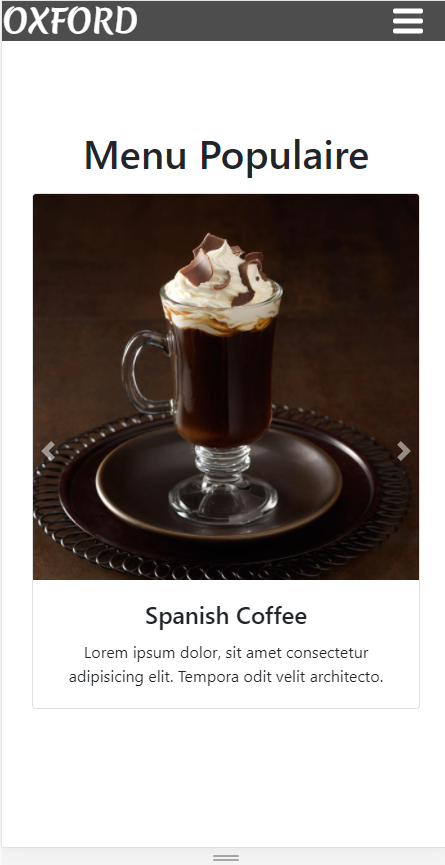 OXFORD
Menu Populaire
Spanish Coffee
Lorem ipsum dolor, sit amet consectetur
adipisicing elit. Tempora odit velit architecto.